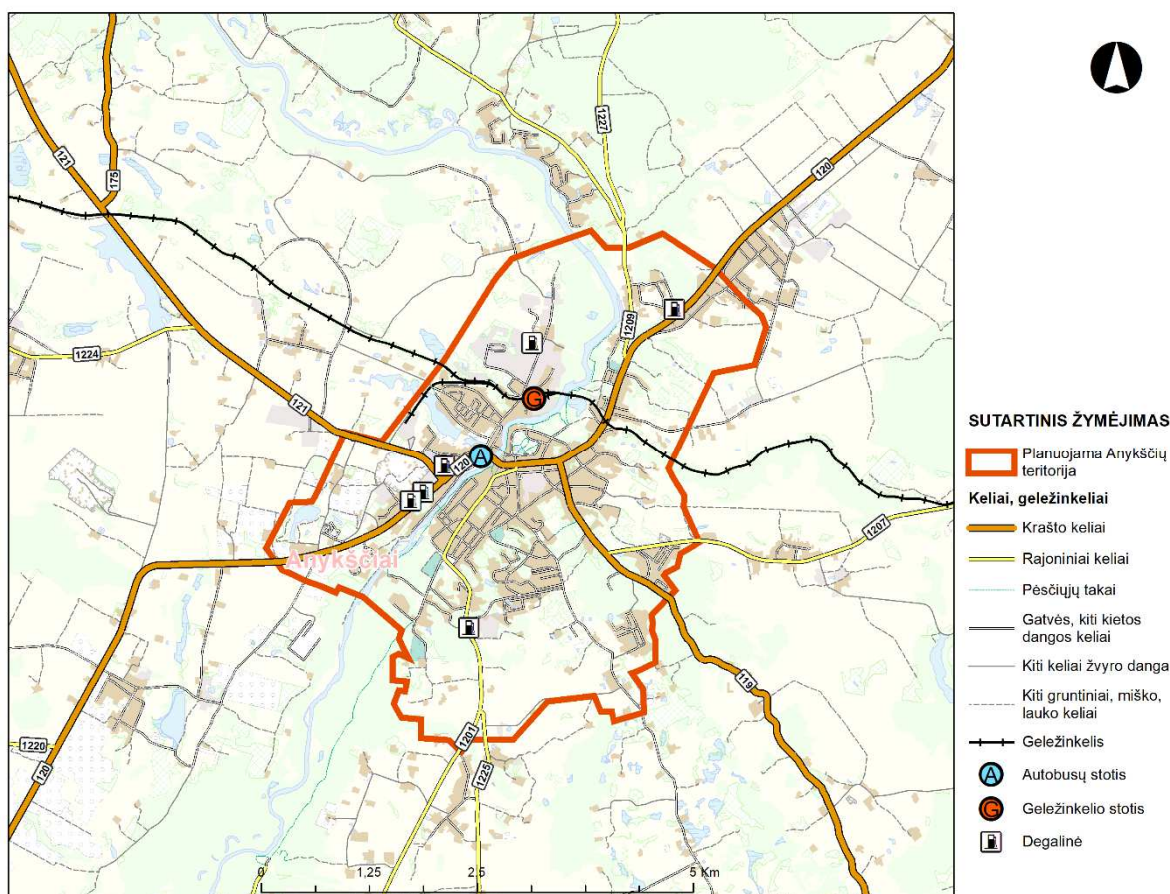 121
175
1227
120
1224
1209
121
120
1207
Anykščiai
119
1220
120
1201
1225
A
G
0
1,25
2,5
5 Km
SUTARTINIS ŽYMĖJIMAS
Planuojama Anykščių
teritorija
Keliai, geležinkeliai
Krašto keliai
Rajoniniai keliai
Pėsčiųjų takai
Gatvės, kiti kietos
dangos keliai
Kiti keliai žvyro danga
Kiti gruntiniai, miško,
lauko keliai
Geležinkelis
A
Autobusų stotis
G
Geležinkelio stotis
Degalinė